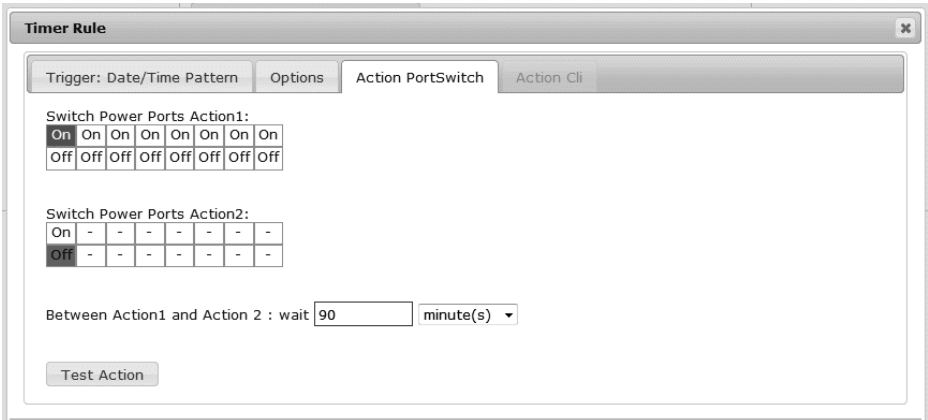 Timer Rule
Trigger: Date/Time Pattern Options Action PortSwitch Action Cli
Switch Power Ports Action1:
On On On On On On On On
Off Off Off Off Off Off Off Off
Switch Power Ports Action2:
On - - - - - - -
Off - - - - - - -
Between Action1 and Action 2 : wait 90 minute(s)
Test Action